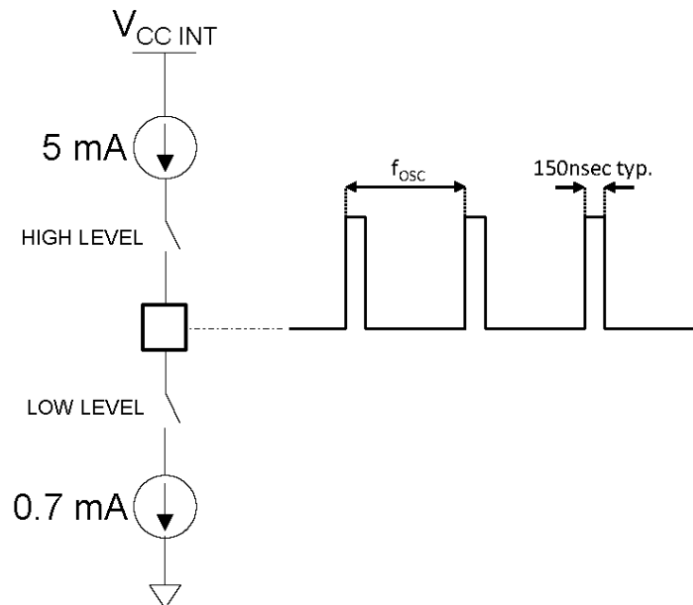 VCC INT
5 mA
fosc
150nsec typ.
HIGH LEVEL
LOW LEVEL
0.7 mA